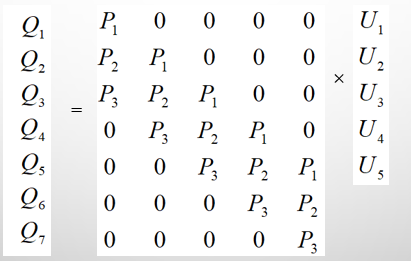 Q₁ P₁ 0 0 0 0 U₁
Q₂ P₂ P₁ 0 0 0 U₂
Q₃ = P₃ P₂ P₁ 0 0 × U₃
Q₄ 0 P₃ P₂ P₁ 0 U₄
Q₅ 0 0 P₃ P₂ P₁ U₅
Q₆ 0 0 0 P₃ P₂
Q₇ 0 0 0 0 P₃